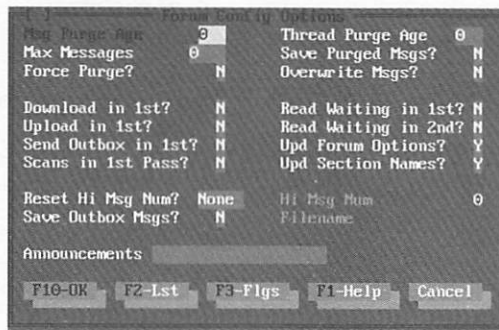 [ ] Forum Config Options
Msg Purge Age 0 Thread Purge Age 0
Max Messages 0 Save Purged Msgs? N
Force Purge? N Overwrite Msgs? N
Download in 1st? N Read Waiting in 1st? N
Upload in 1st? N Read Waiting in 2nd? N
Send Outbox in 1st? N Upd Forum Options? Y
Scans in 1st Pass? N Upd Section Names? Y
Reset Hi Msg Num? None Hi Msg Num 0
Save Outbox Msgs? N Filename
Announcements
F10-OK F2-Lst F3-Flgs F1-Help Cancel